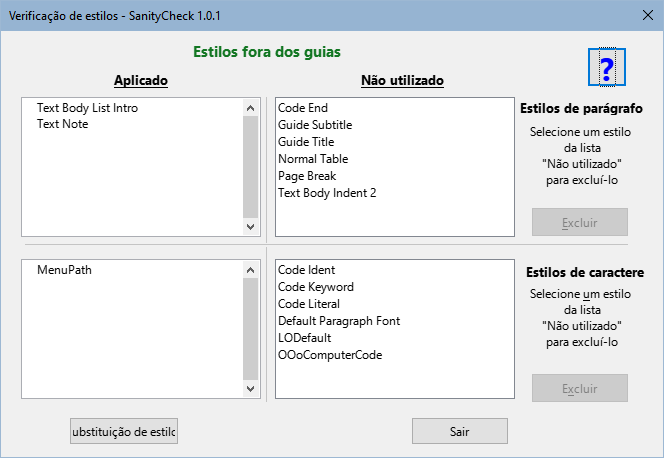 Verificação de estilos - SanityCheck 1.0.1
Estilos fora dos guias
?
Aplicado
Não utilizado
Text Body List Intro
Text Note
Code End
Guide Subtitle
Guide Title
Normal Table
Page Break
Text Body Indent 2
Estilos de parágrafo
Selecione um estilo
da lista
"Não utilizado"
para excluí-lo
Excluir
MenuPath
Code Ident
Code Keyword
Code Literal
Default Paragraph Font
LODefault
OOoComputerCode
Estilos de caractere
Selecione um estilo
da lista
"Não utilizado"
para excluí-lo
Excluir
ubstituição de estilo
Sair